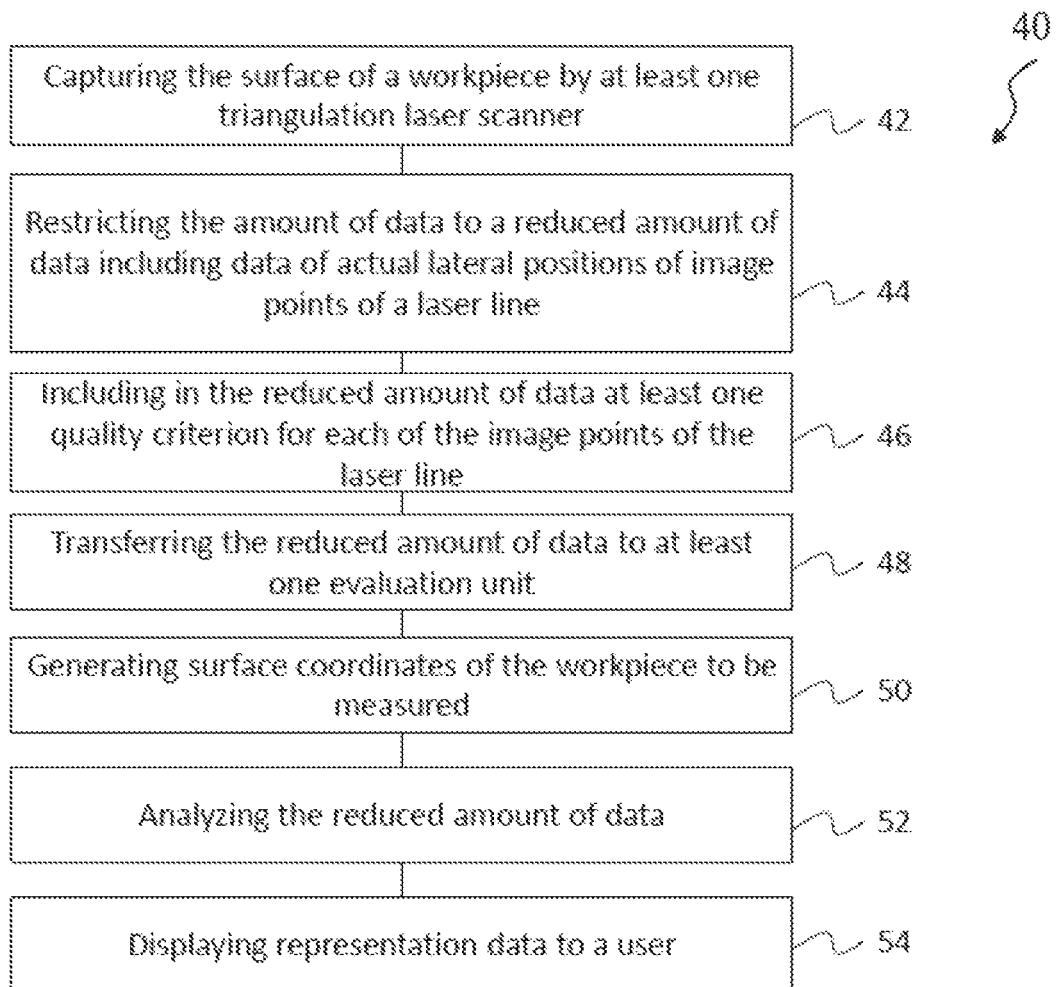 40
Capturing the surface of a workpiece by at least one
triangulation laser scanner
42
Restricting the amount of data to a reduced amount of
data including data of actual lateral positions of image
points of a laser line
44
Including in the reduced amount of data at least one
quality criterion for each of the image points of the
laser line
46
Transferring the reduced amount of data to at least
one evaluation unit
48
Generating surface coordinates of the workpiece to be
measured
50
Analyzing the reduced amount of data
52
Displaying representation data to a user
54